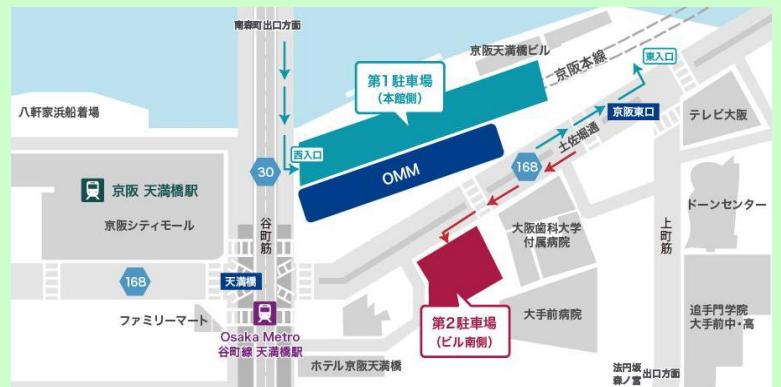 南森町出口方面
京阪天満橋ビル
京阪本線
東入口
第1駐車場
(本館側)
八軒家浜船着場
京阪東口
テレビ大阪
土佐堀通
西入口
30
168
OMM
京阪 天満橋駅
ドーンセンター
京阪シティモール
谷町筋
大阪歯科大学
付属病院
上町筋
168
天満橋
第2駐車場
(ビル南側)
大手前病院
追手門学院
大手前中・高
ファミリーマート
Osaka Metro
谷町線 天満橋駅
ホテル京阪天満橋
法円坂
森ノ宮
出口方面